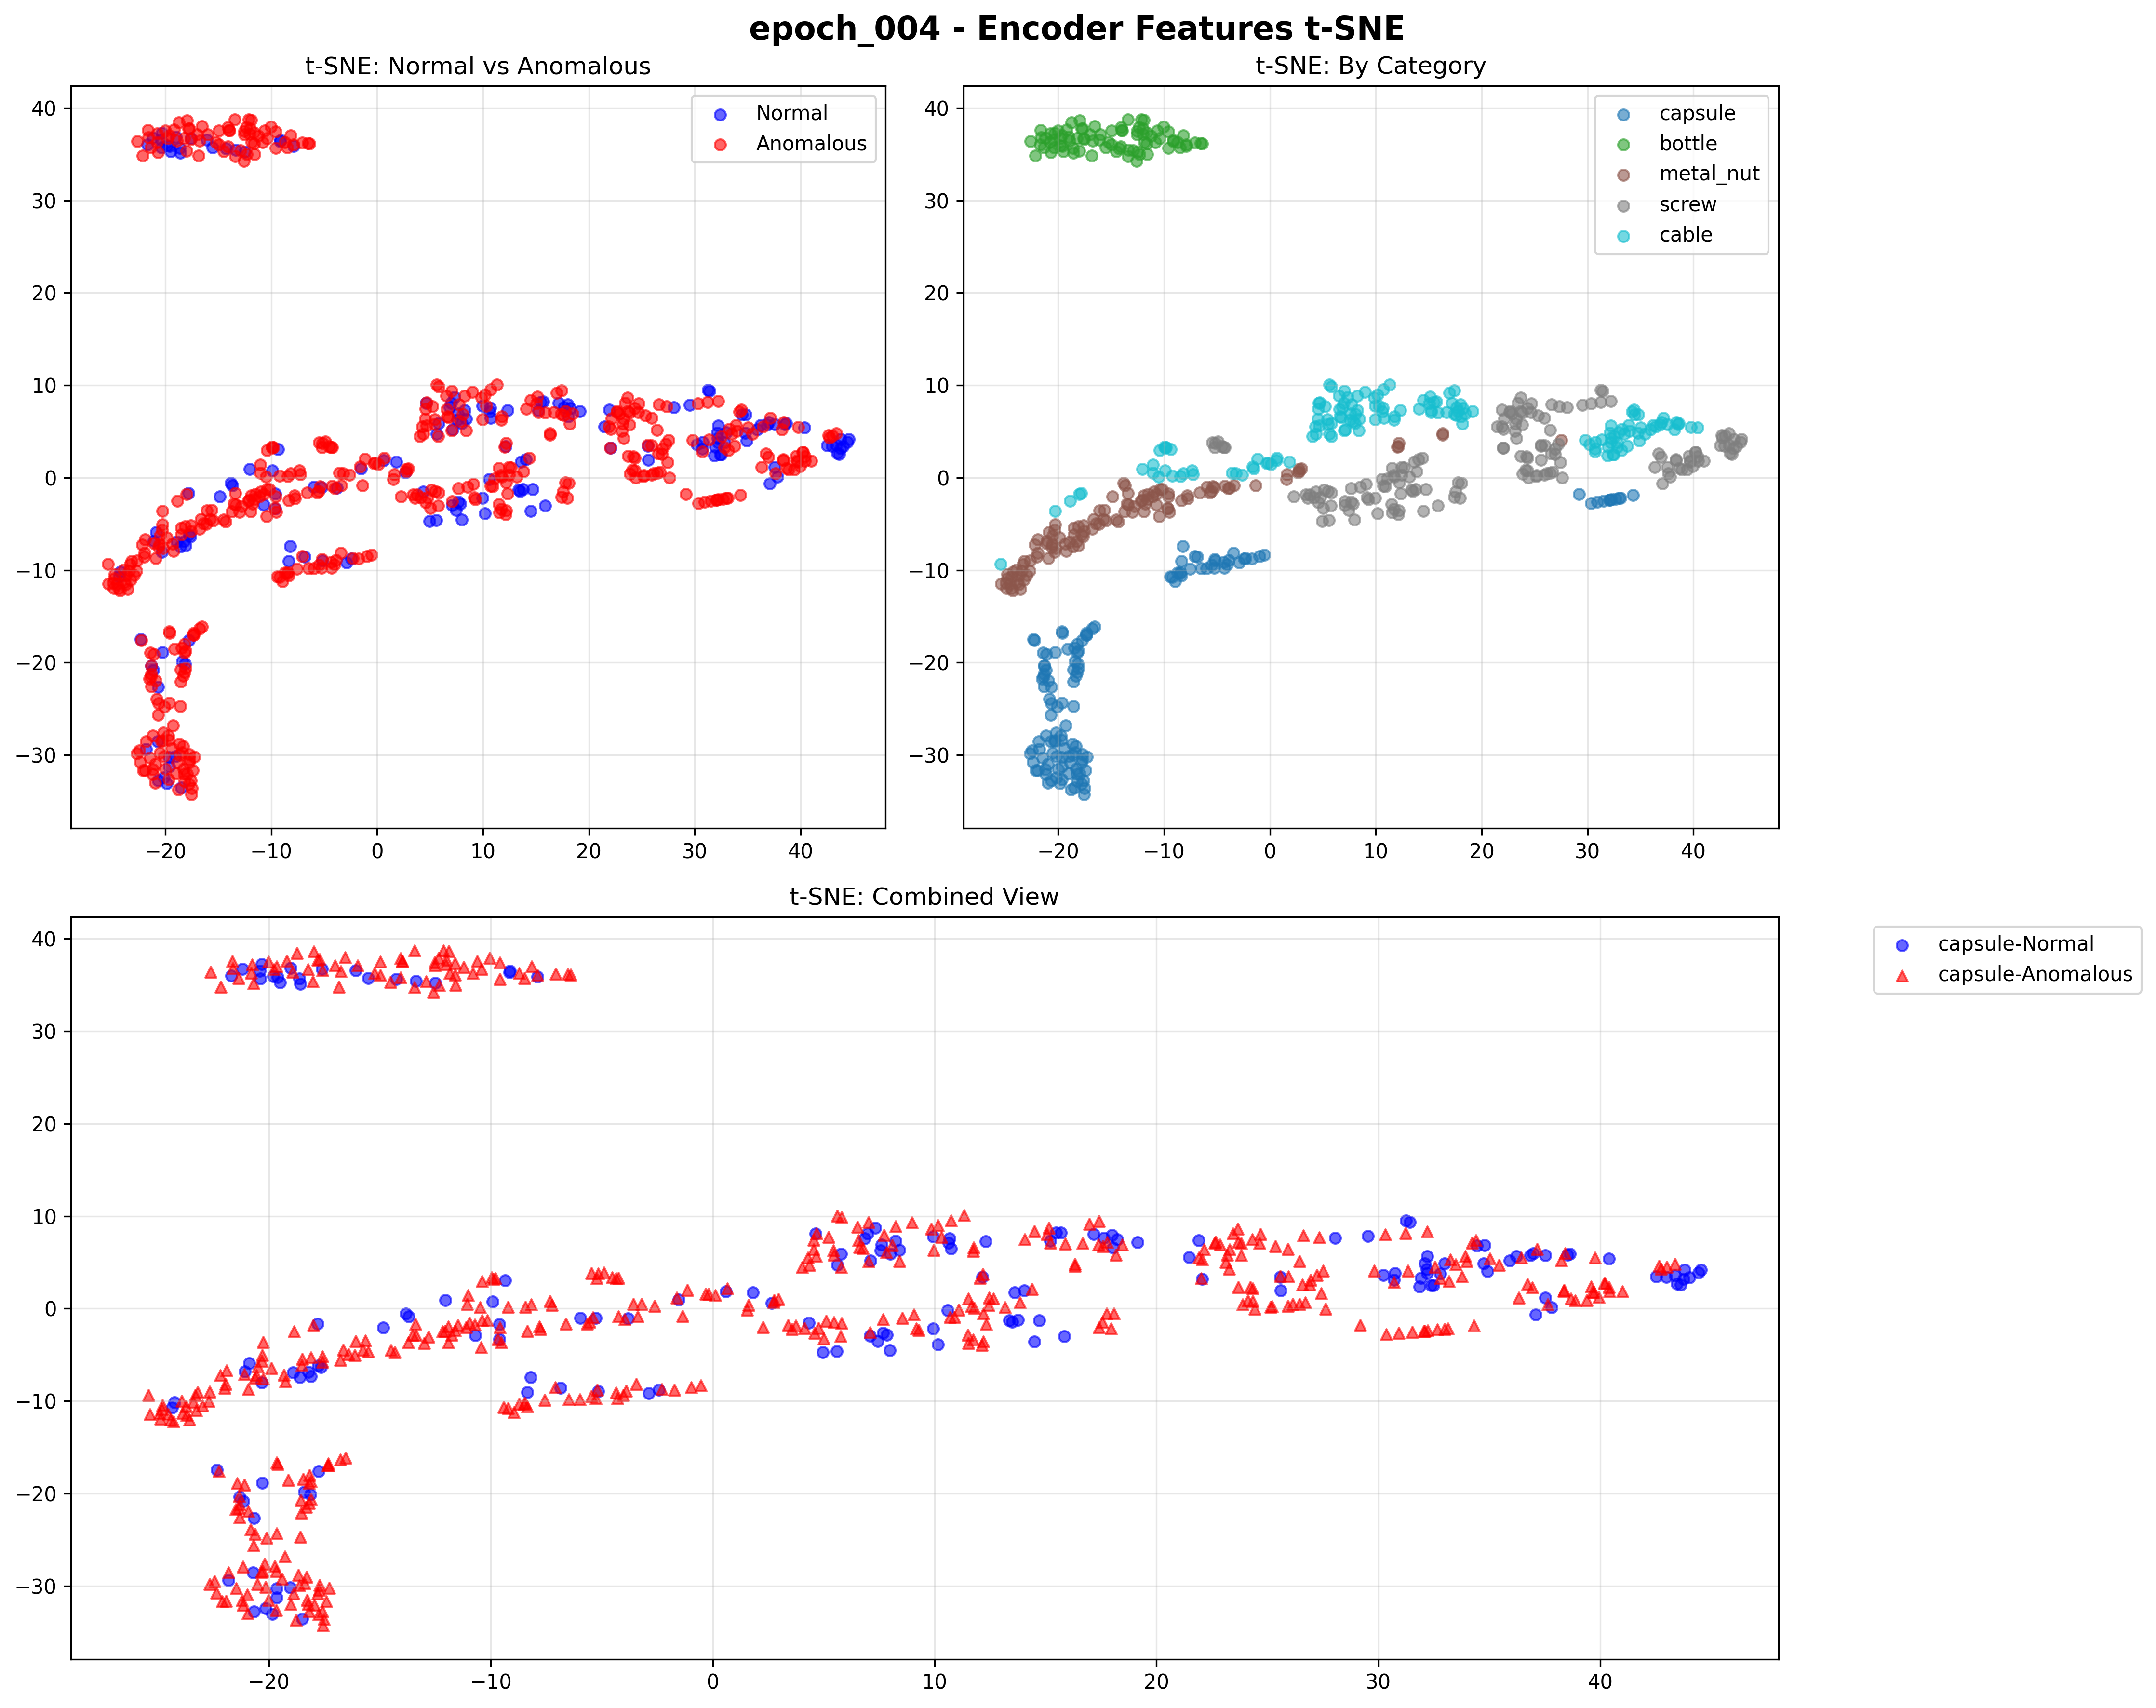 epoch_004 - Encoder Features t-SNE
t-SNE: Normal vs Anomalous
Normal
Anomalous
40
30
20
10
0
−10
−20
−30
−20 −10 0 10 20 30 40
t-SNE: By Category
capsule
bottle
metal_nut
screw
cable
40
30
20
10
0
−10
−20
−30
−20 −10 0 10 20 30 40
t-SNE: Combined View
capsule-Normal
capsule-Anomalous
40
30
20
10
0
−10
−20
−30
−20 −10 0 10 20 30 40